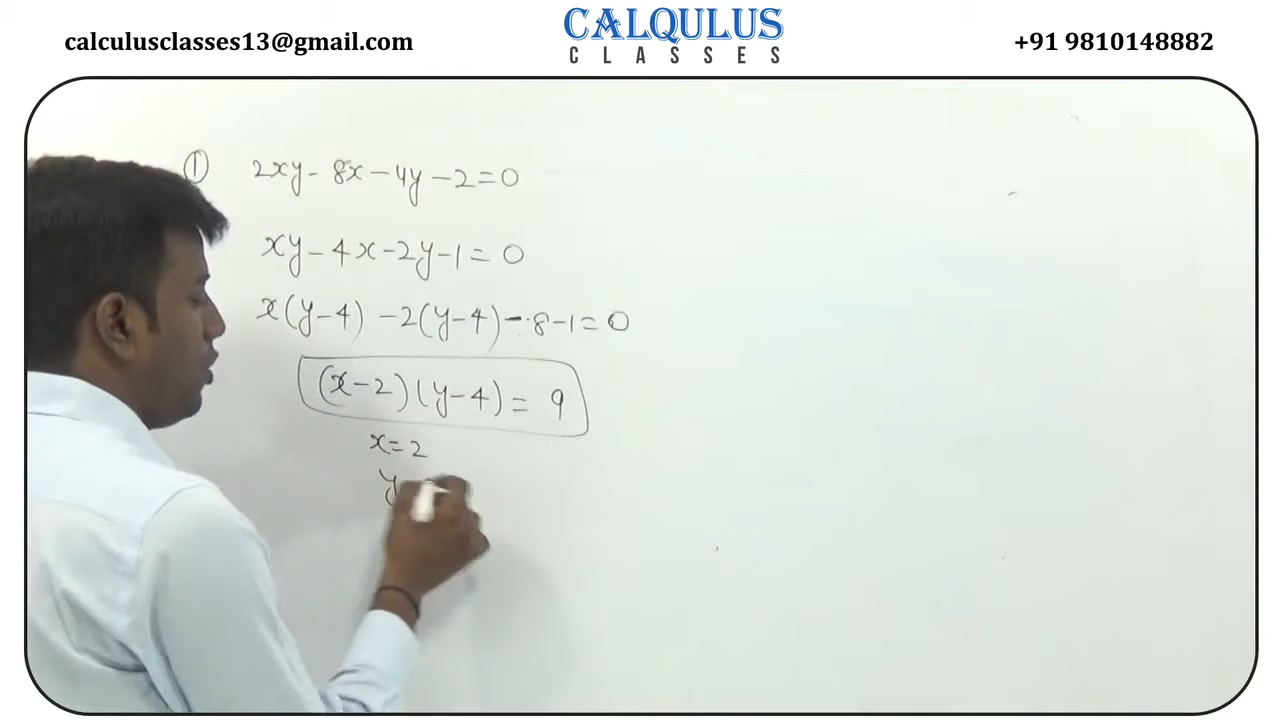 calculusclasses13@gmail.com
CALQULUS
CLASSES
+91 9810148882
① 2xy - 8x - 4y - 2 = 0
xy - 4x - 2y - 1 = 0
x(y-4) - 2(y-4) - 8 - 1 = 0
(x-2)(y-4) = 9
x = 2
y